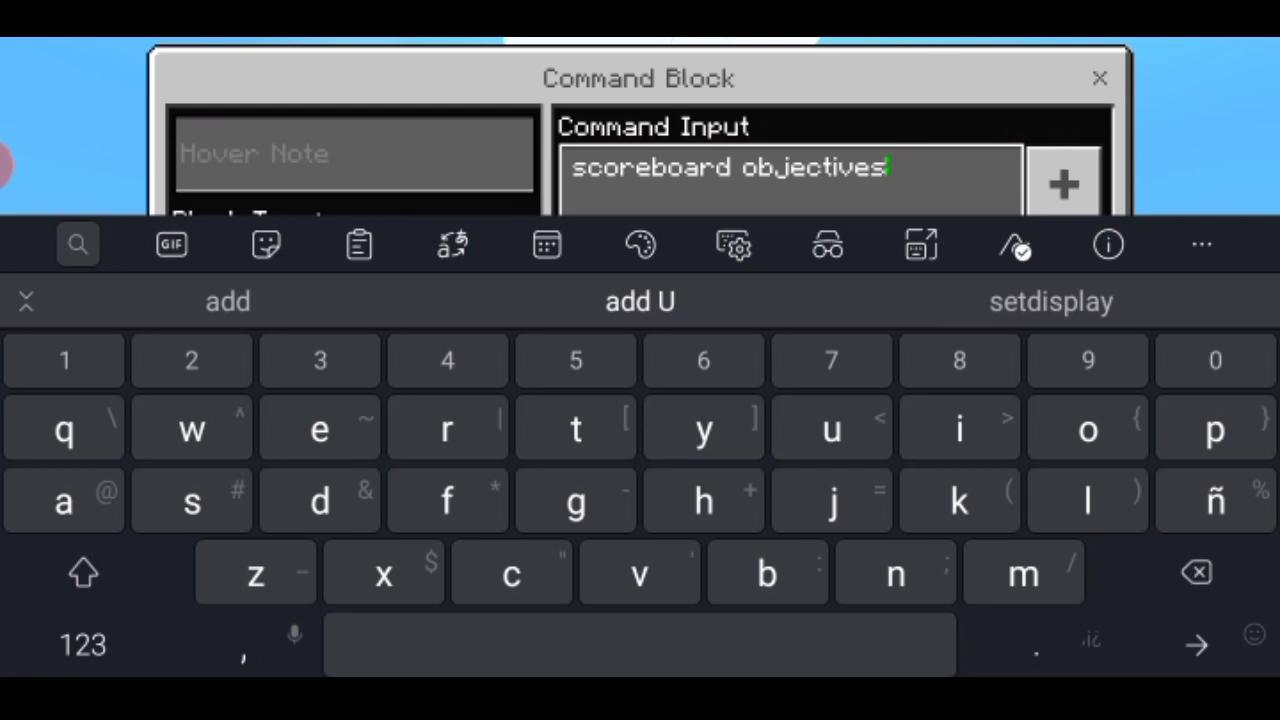 Command Block
Hover Note
Command Input
scoreboard objectives
GIF
add
add U
setdisplay
1 2 3 4 5 6 7 8 9 0
q \ w ^ e ~ r | t [ y ] u < i > o { p }
a @ s # d & f * g - h + j = k ( l ) ñ %
z _ x $ c " v ' b : n ; m /
123 , . ,!¿